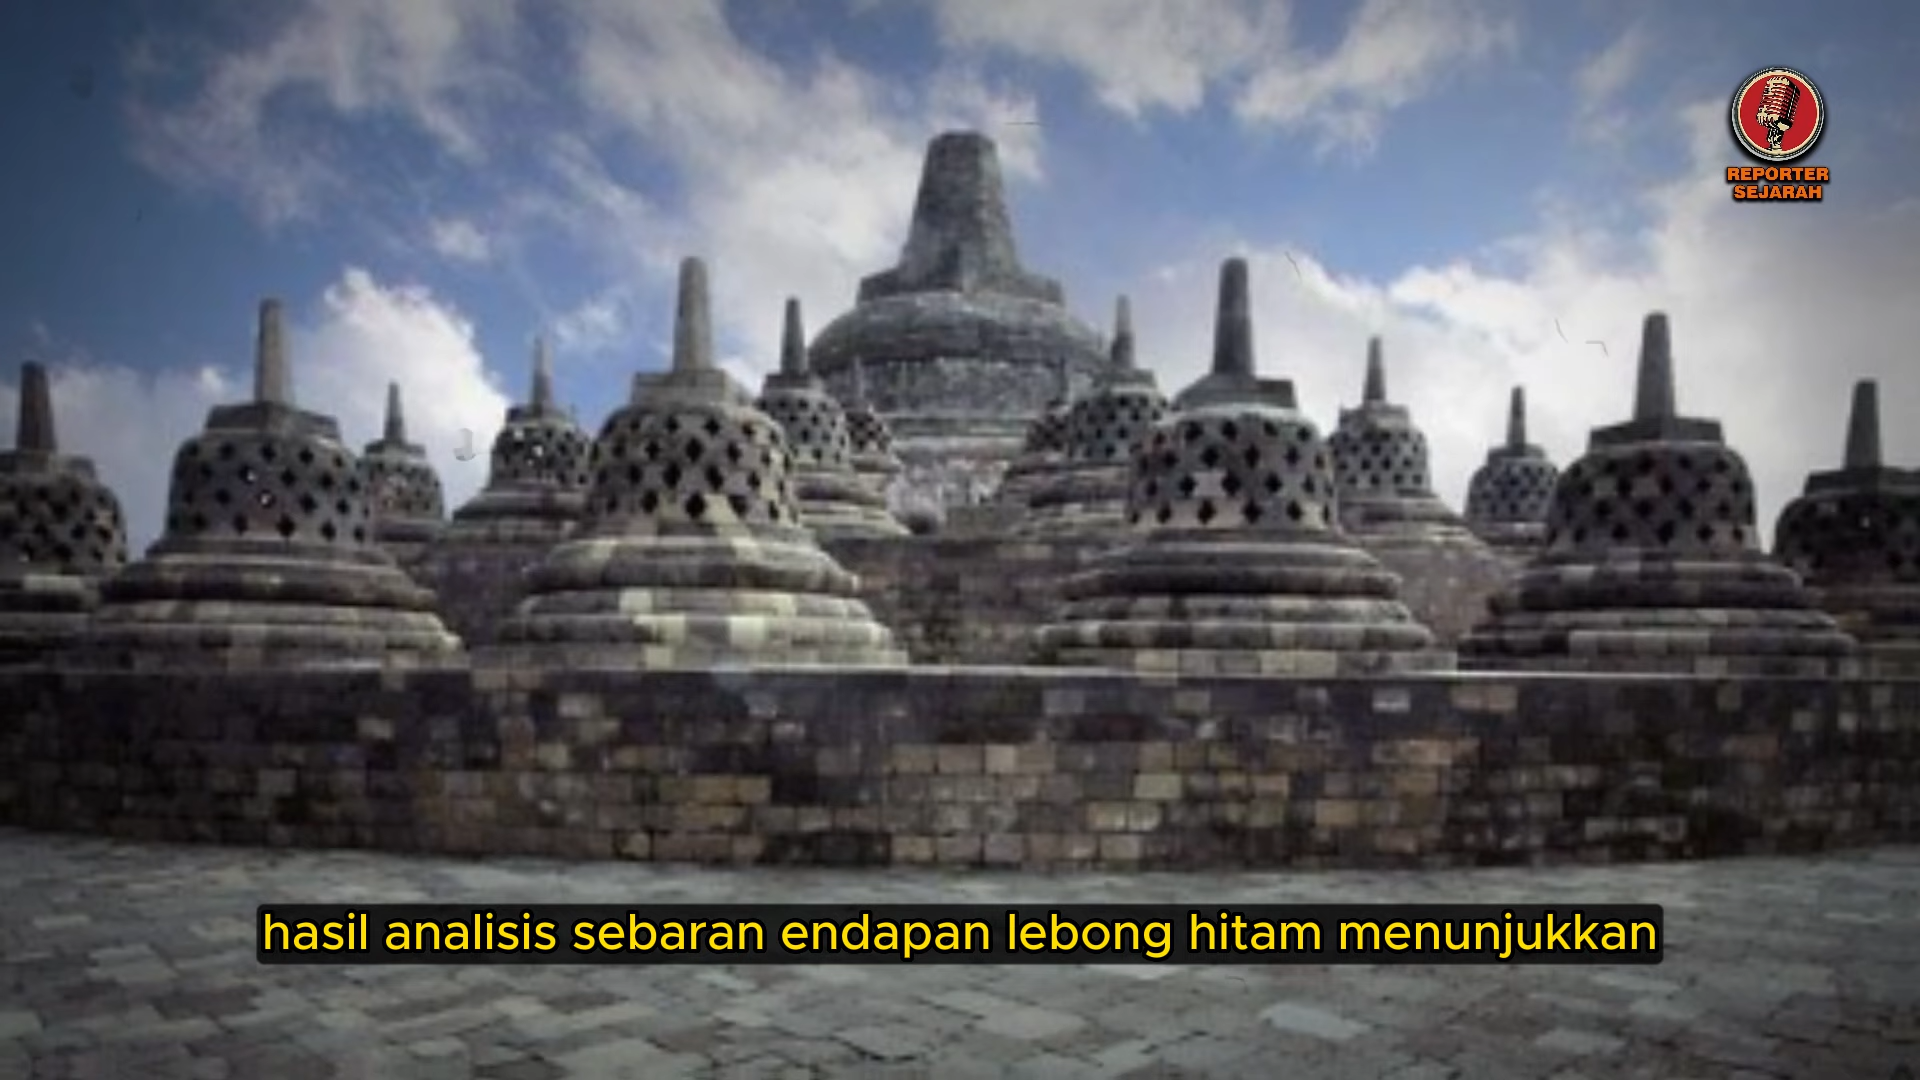 REPORTER
SEJARAH
hasil analisis sebaran endapan lebong hitam menunjukkan